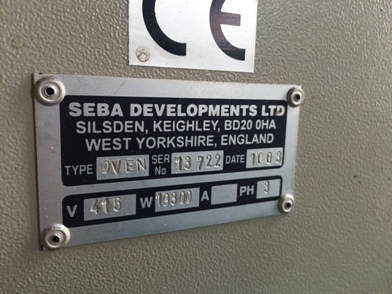 CE
SEBA DEVELOPMENTS LTD
SILSDEN, KEIGHLEY, BD20 0HA
WEST YORKSHIRE, ENGLAND
TYPE OVEN SER No 13722 DATE 1003
V 415 W A PH 3